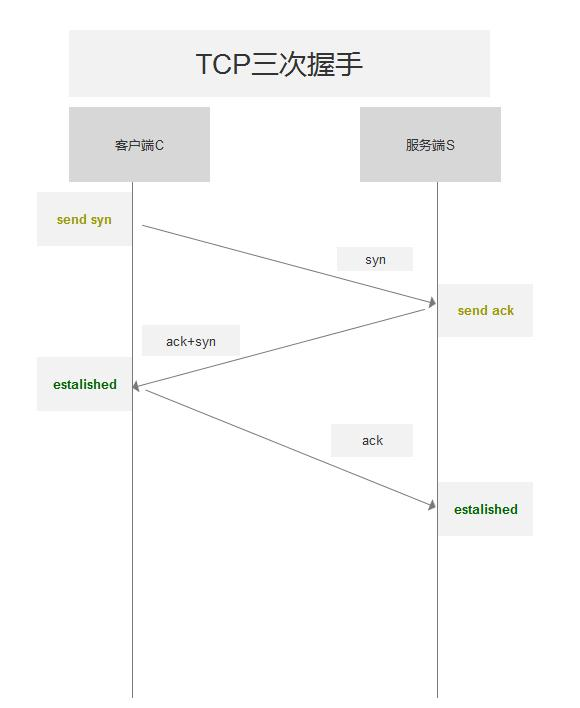 TCP三次握手
客户端C
服务端S
send syn
syn
send ack
ack+syn
estalished
ack
estalished